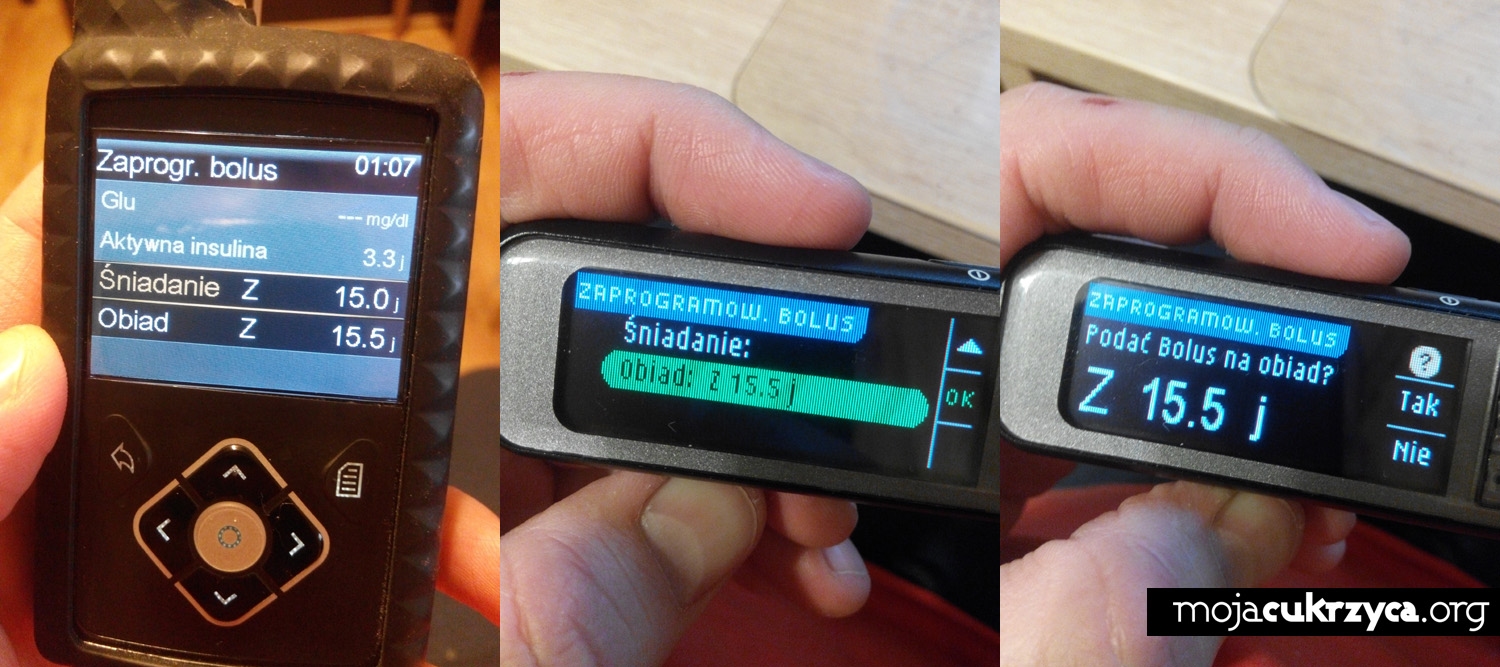 Zaprogr. bolus 01:07
Glu --- mg/dl
Aktywna insulina 3.3 j
Śniadanie Z 15.0 j
Obiad Z 15.5 j
ZAPROGRAMOW. BOLUS
Śniadanie:
Obiad: Z 15.5 j
OK
ZAPROGRAMOW. BOLUS
Podać Bolus na obiad?
Z 15.5 j
?
Tak
Nie
mojacukrzyca.org